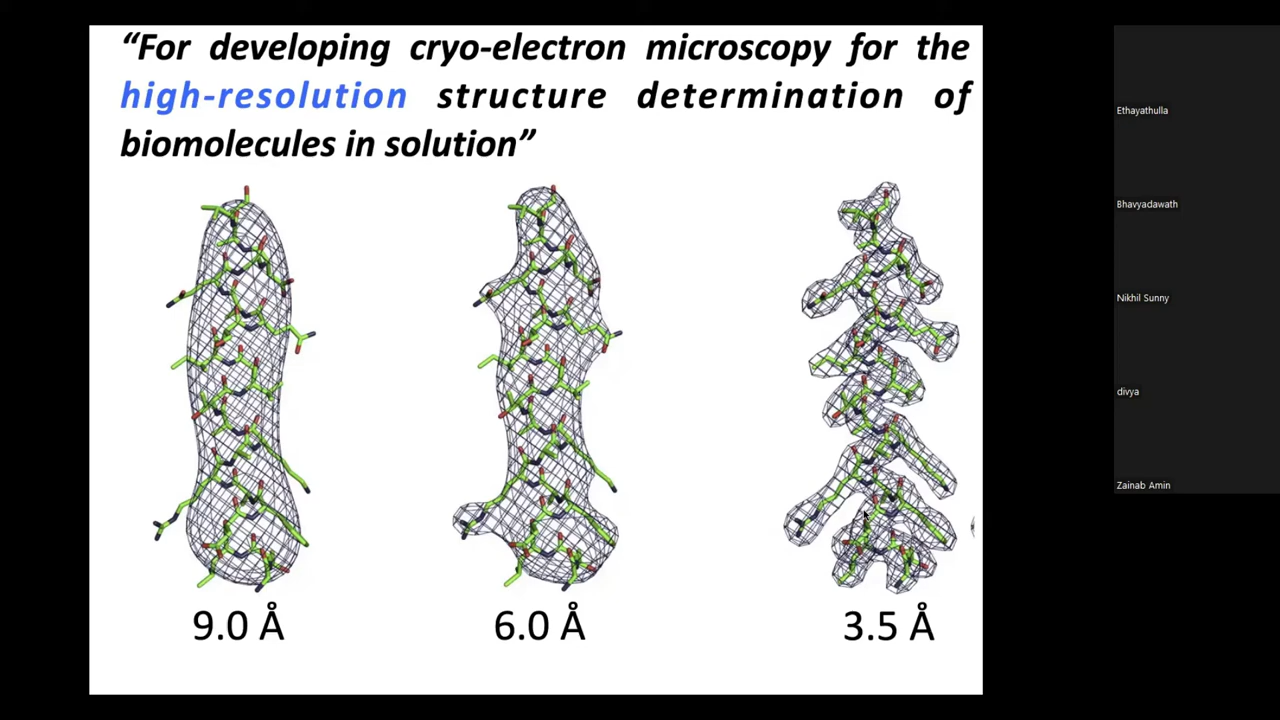 “For developing cryo-electron microscopy for the
high-resolution structure determination of
biomolecules in solution”
9.0 Å
6.0 Å
3.5 Å
Ethayathulla
Bhavyadawath
Nikhil Sunny
divya
Zainab Amin